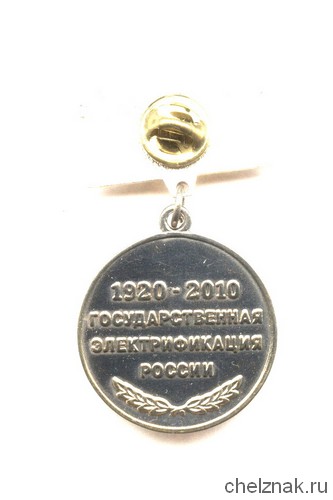 1920-2010
ГОСУДАРСТВЕННАЯ
ЭЛЕКТРИФИКАЦИЯ
РОССИИ
chelznak.ru